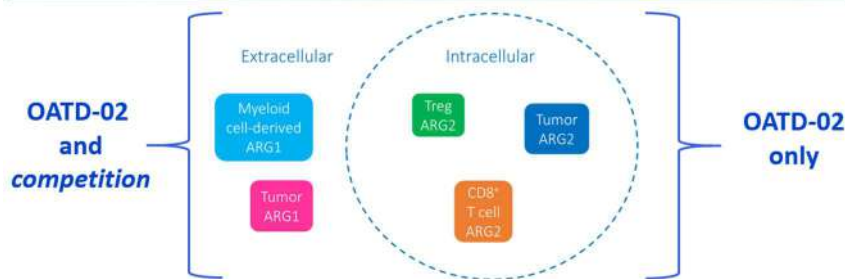 Extracellular
Intracellular
OATD-02
and
competition
Myeloid
cell-derived
ARG1
Tumor
ARG1
Treg
ARG2
Tumor
ARG2
CD8⁺
T cell
ARG2
OATD-02
only